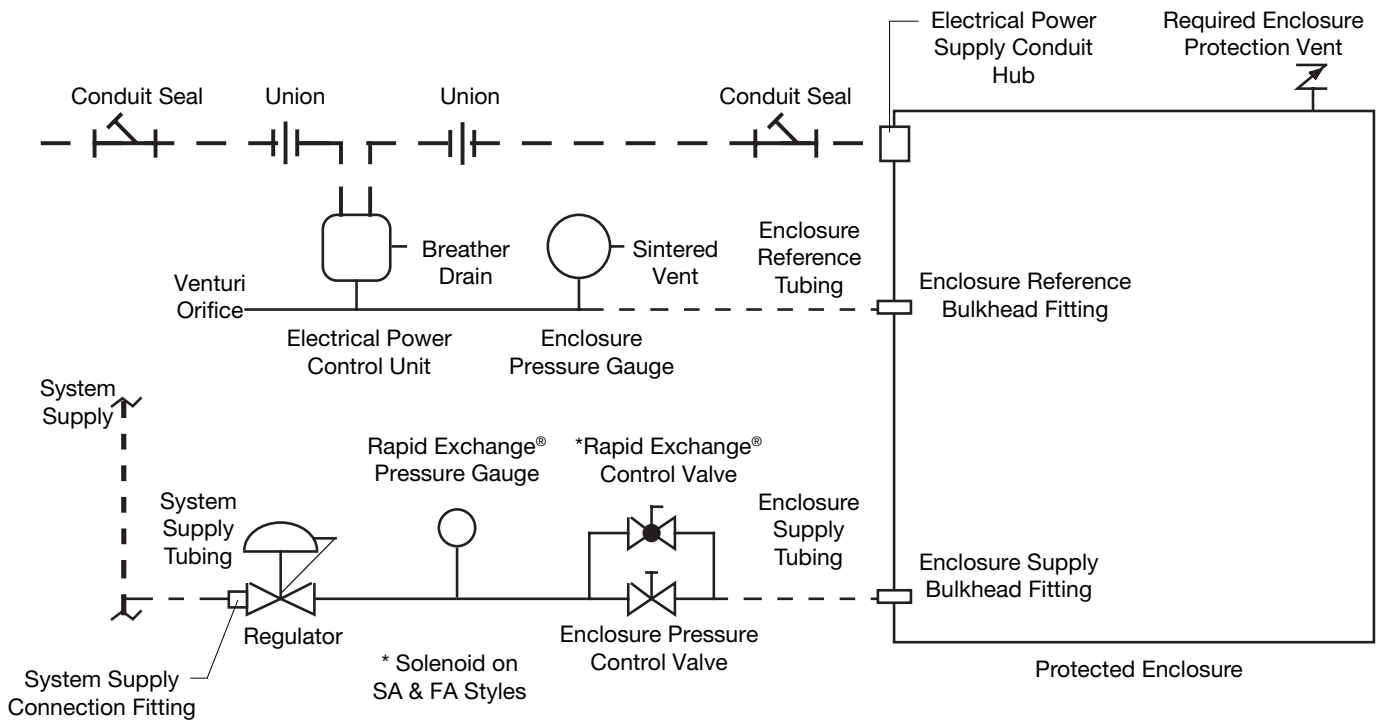 Electrical Power
Supply Conduit
Hub
Required Enclosure
Protection Vent
Conduit Seal
Union
Union
Conduit Seal
Breather
Drain
Sintered
Vent
Enclosure
Reference
Tubing
Venturi
Orifice
Enclosure Reference
Bulkhead Fitting
Electrical Power
Control Unit
Enclosure
Pressure Gauge
System
Supply
Rapid Exchange®
Pressure Gauge
*Rapid Exchange®
Control Valve
System
Supply
Tubing
Enclosure
Supply
Tubing
Enclosure Supply
Bulkhead Fitting
Regulator
Enclosure Pressure
Control Valve
* Solenoid on
SA & FA Styles
System Supply
Connection Fitting
Protected Enclosure